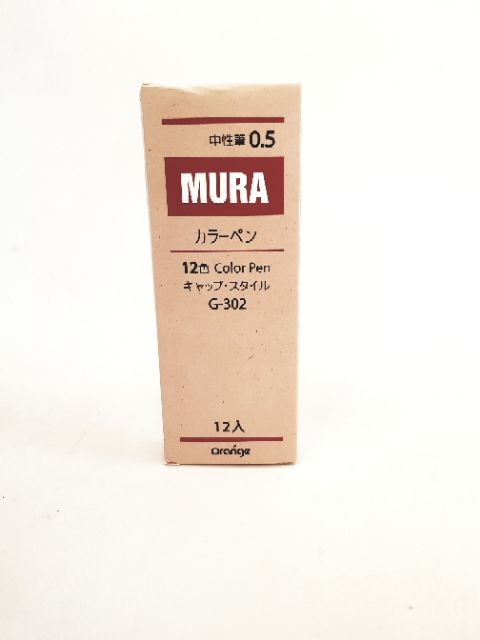 中性筆 0.5
MURA
カラーペン
12色 Color Pen
キャップ・スタイル
G-302
12入
Orange